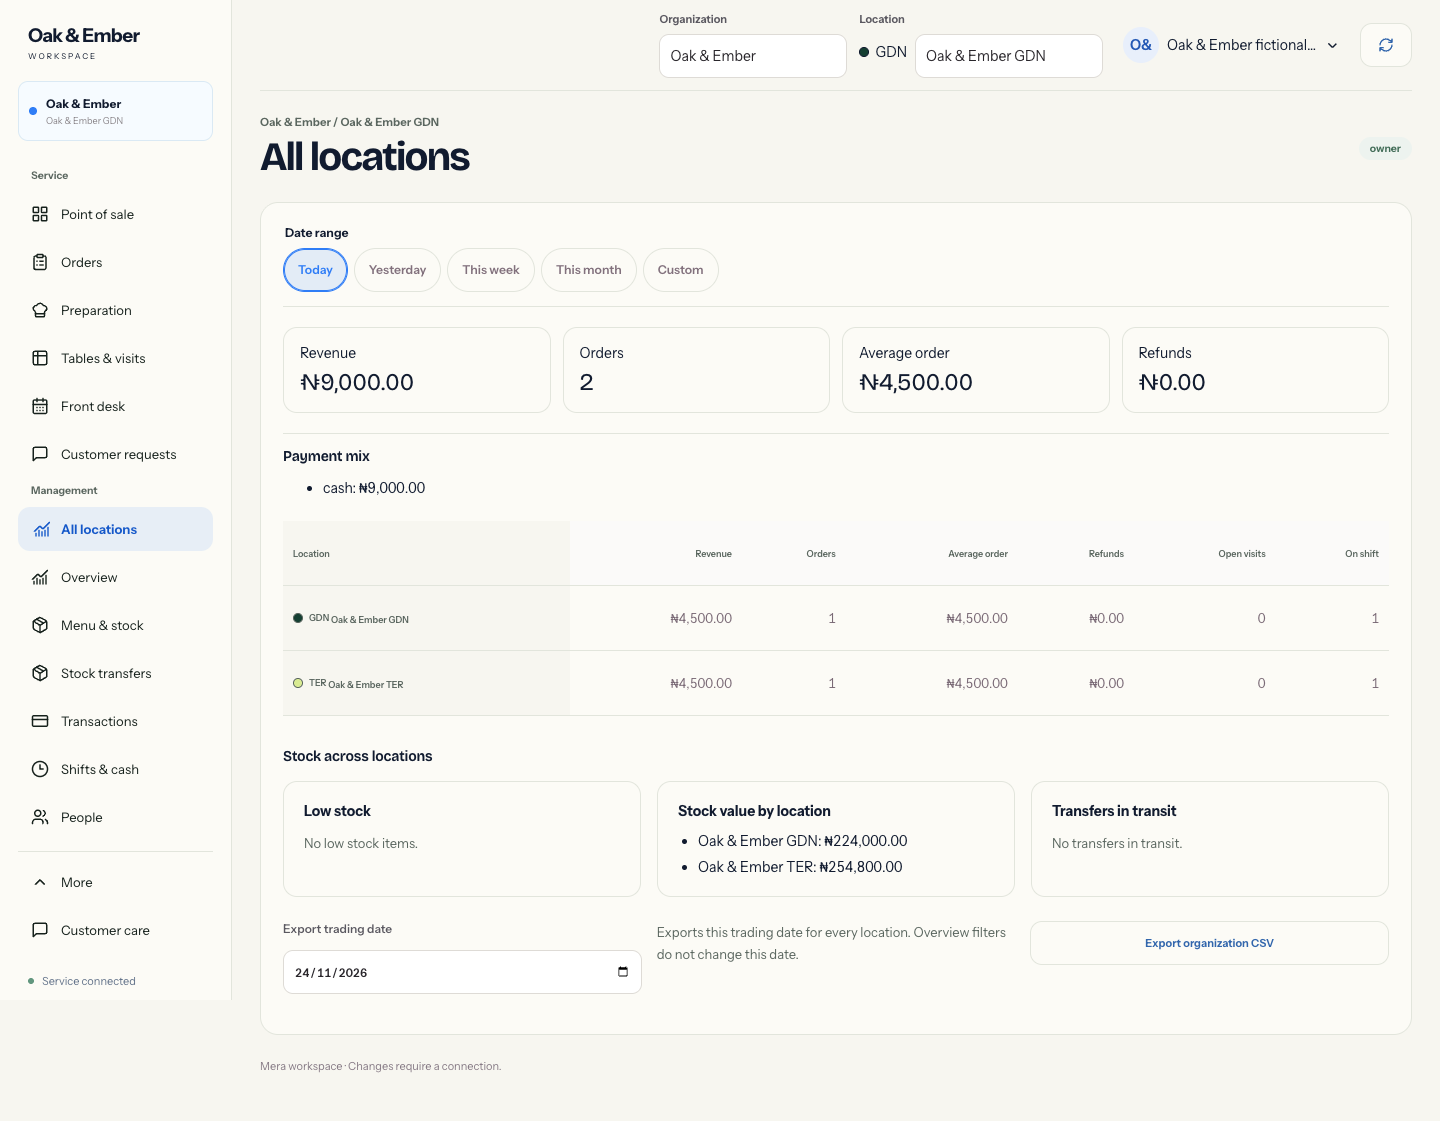 Oak & Ember
WORKSPACE
Oak & Ember
Oak & Ember GDN
Service
Point of sale
Orders
Preparation
Tables & visits
Front desk
Customer requests
Management
All locations
Overview
Menu & stock
Stock transfers
Transactions
Shifts & cash
People
More
Customer care
Service connected
Organization
Oak & Ember
Location
GDN
Oak & Ember GDN
O&
Oak & Ember fictional...
Oak & Ember / Oak & Ember GDN
All locations
owner
Date range
Today
Yesterday
This week
This month
Custom
Revenue
₦9,000.00
Orders
2
Average order
₦4,500.00
Refunds
₦0.00
Payment mix
cash: ₦9,000.00
Location Revenue Orders Average order Refunds Open visits On shift
GDN Oak & Ember GDN ₦4,500.00 1 ₦4,500.00 ₦0.00 0 1
TER Oak & Ember TER ₦4,500.00 1 ₦4,500.00 ₦0.00 0 1
Stock across locations
Low stock
No low stock items.
Stock value by location
Oak & Ember GDN: ₦224,000.00
Oak & Ember TER: ₦254,800.00
Transfers in transit
No transfers in transit.
Export trading date
24/11/2026
Exports this trading date for every location. Overview filters
do not change this date.
Export organization CSV
Mera workspace · Changes require a connection.